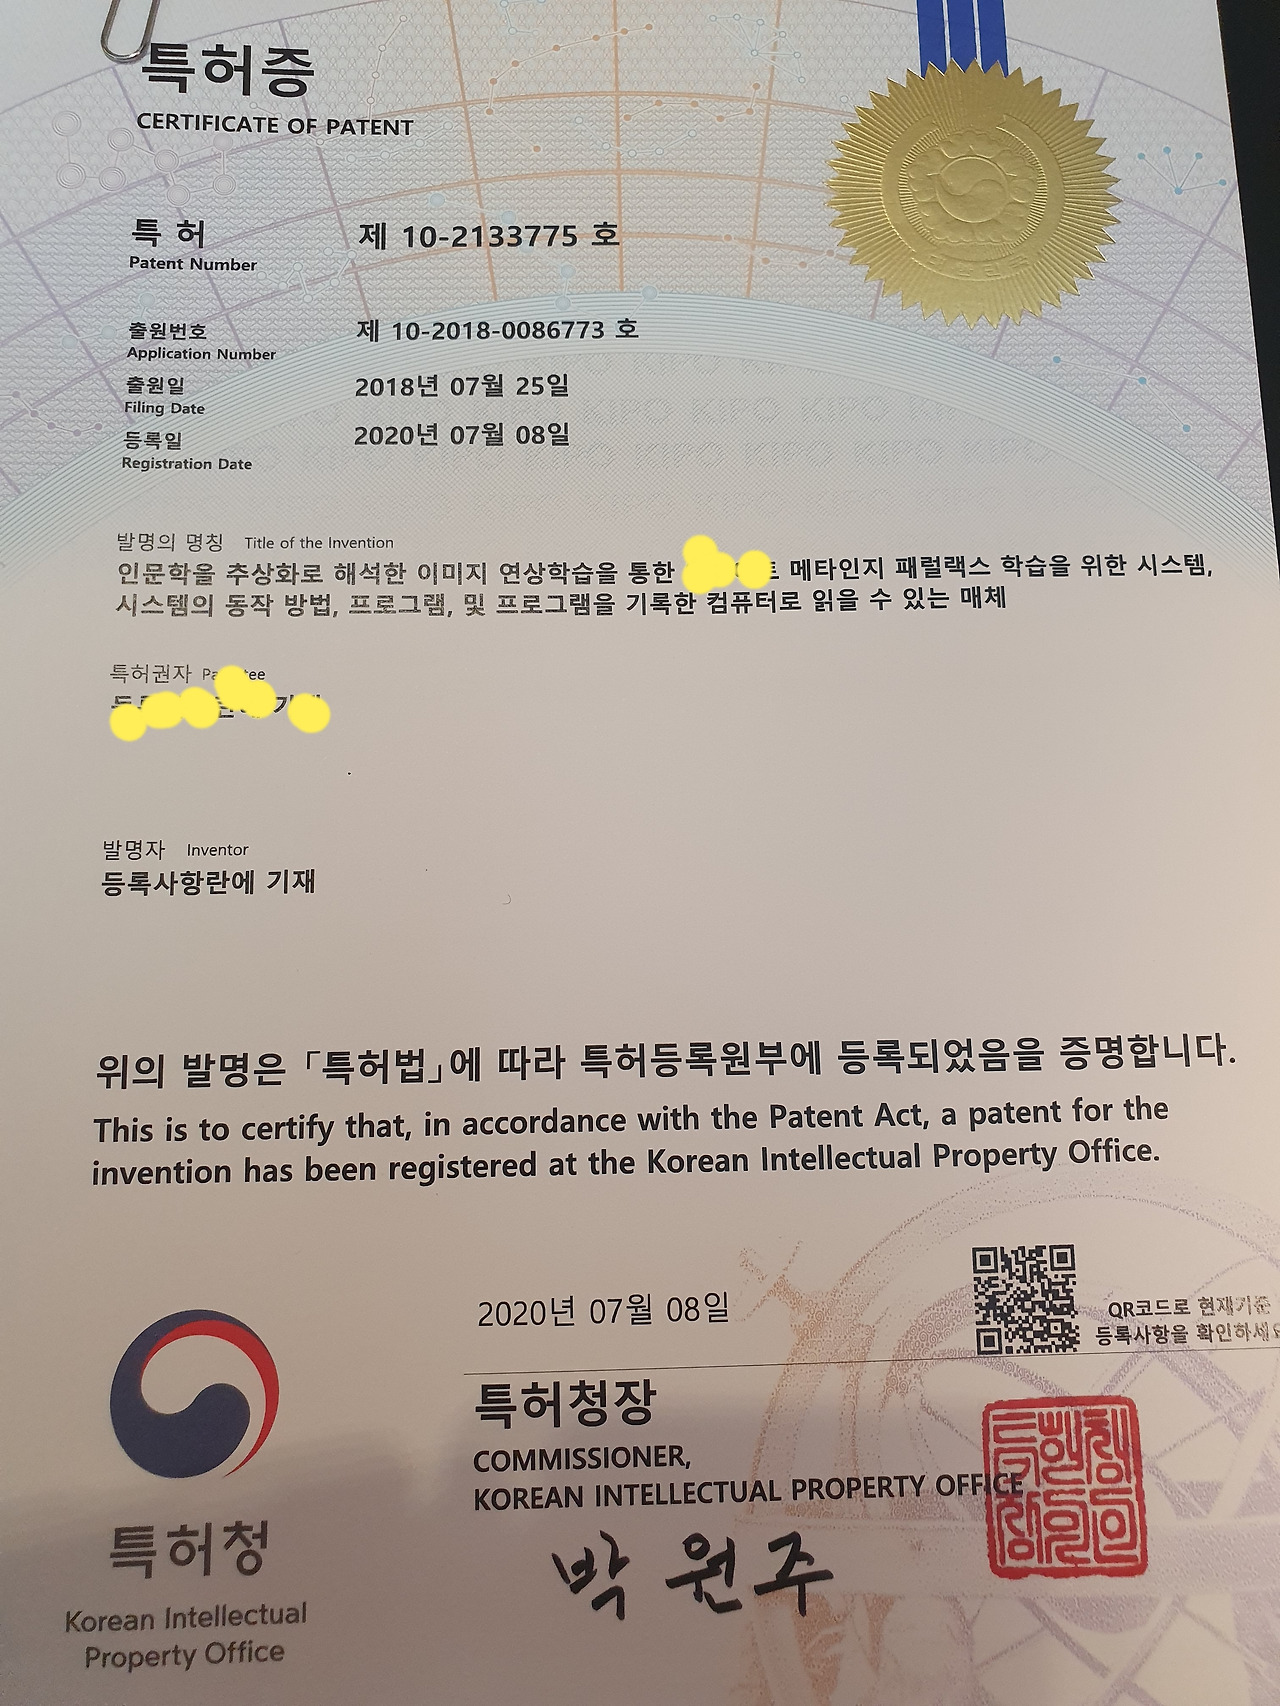 특허증
CERTIFICATE OF PATENT
특 허 제 10-2133775 호
Patent Number
출원번호 제 10-2018-0086773 호
Application Number
출원일 2018년 07월 25일
Filing Date
등록일 2020년 07월 08일
Registration Date
발명의 명칭 Title of the Invention
인문학을 추상화로 해석한 이미지 연상학습을 통한 메타인지 패럴랙스 학습을 위한 시스템,
시스템의 동작 방법, 프로그램, 및 프로그램을 기록한 컴퓨터로 읽을 수 있는 매체
특허권자
발명자 Inventor
등록사항란에 기재
위의 발명은 「특허법」에 따라 특허등록원부에 등록되었음을 증명합니다.
This is to certify that, in accordance with the Patent Act, a patent for the
invention has been registered at the Korean Intellectual Property Office.
2020년 07월 08일
QR코드로 현재기준
등록사항을 확인하세요
특허청장
COMMISSIONER,
KOREAN INTELLECTUAL PROPERTY OFFICE
박 원 주
특허청
Korean Intellectual
Property Office